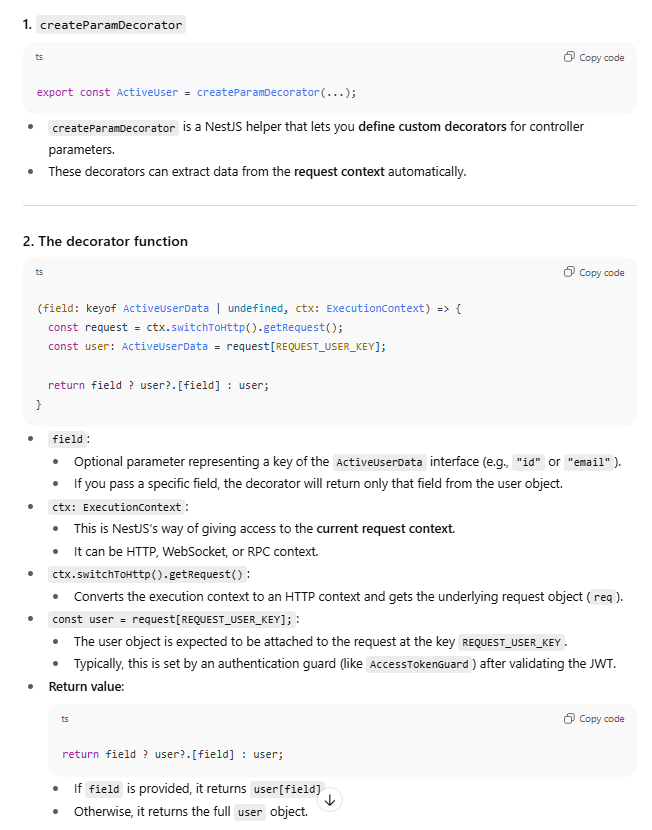 1. createParamDecorator
ts
Copy code
export const ActiveUser = createParamDecorator(...);
createParamDecorator is a NestJS helper that lets you define custom decorators for controller
parameters.
These decorators can extract data from the request context automatically.
2. The decorator function
ts
Copy code
(field: keyof ActiveUserData | undefined, ctx: ExecutionContext) => {
const request = ctx.switchToHttp().getRequest();
const user: ActiveUserData = request[REQUEST_USER_KEY];
return field ? user?.[field] : user;
}
field:
Optional parameter representing a key of the ActiveUserData interface (e.g., "id" or "email").
If you pass a specific field, the decorator will return only that field from the user object.
ctx: ExecutionContext:
This is NestJS's way of giving access to the current request context.
It can be HTTP, WebSocket, or RPC context.
ctx.switchToHttp().getRequest():
Converts the execution context to an HTTP context and gets the underlying request object (req).
const user = request[REQUEST_USER_KEY];:
The user object is expected to be attached to the request at the key REQUEST_USER_KEY.
Typically, this is set by an authentication guard (like AccessTokenGuard) after validating the JWT.
Return value:
ts
Copy code
return field ? user?.[field] : user;
If field is provided, it returns user[field]
Otherwise, it returns the full user object.